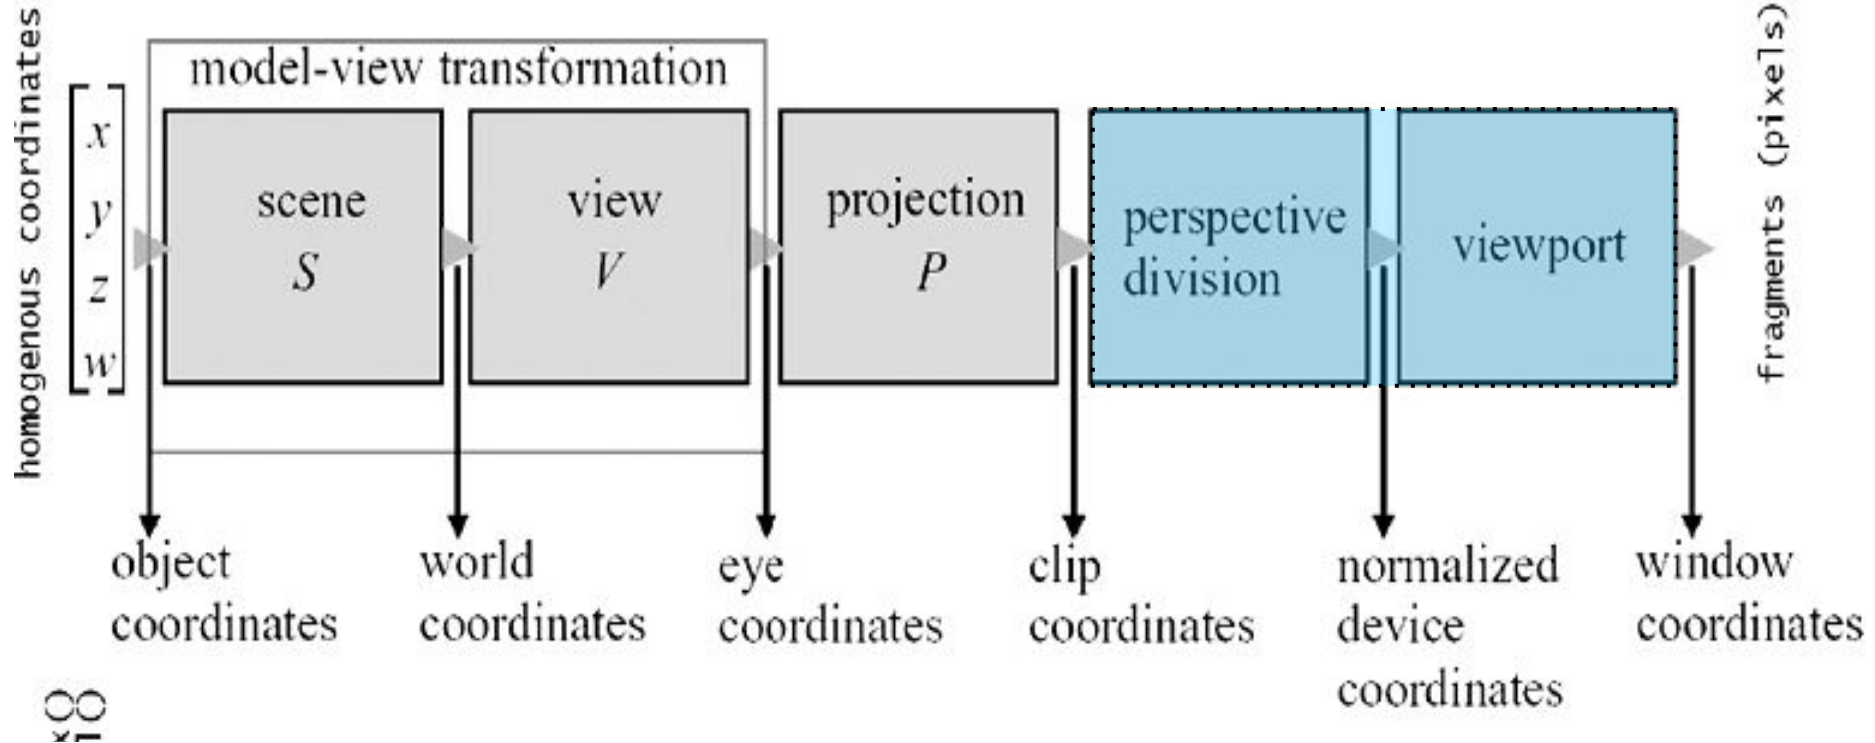 homogenous coordinates
x
y
z
w
model-view transformation
scene
S
view
V
projection
P
perspective
division
viewport
fragments (pixels)
object
coordinates
world
coordinates
eye
coordinates
clip
coordinates
normalized
device
coordinates
window
coordinates